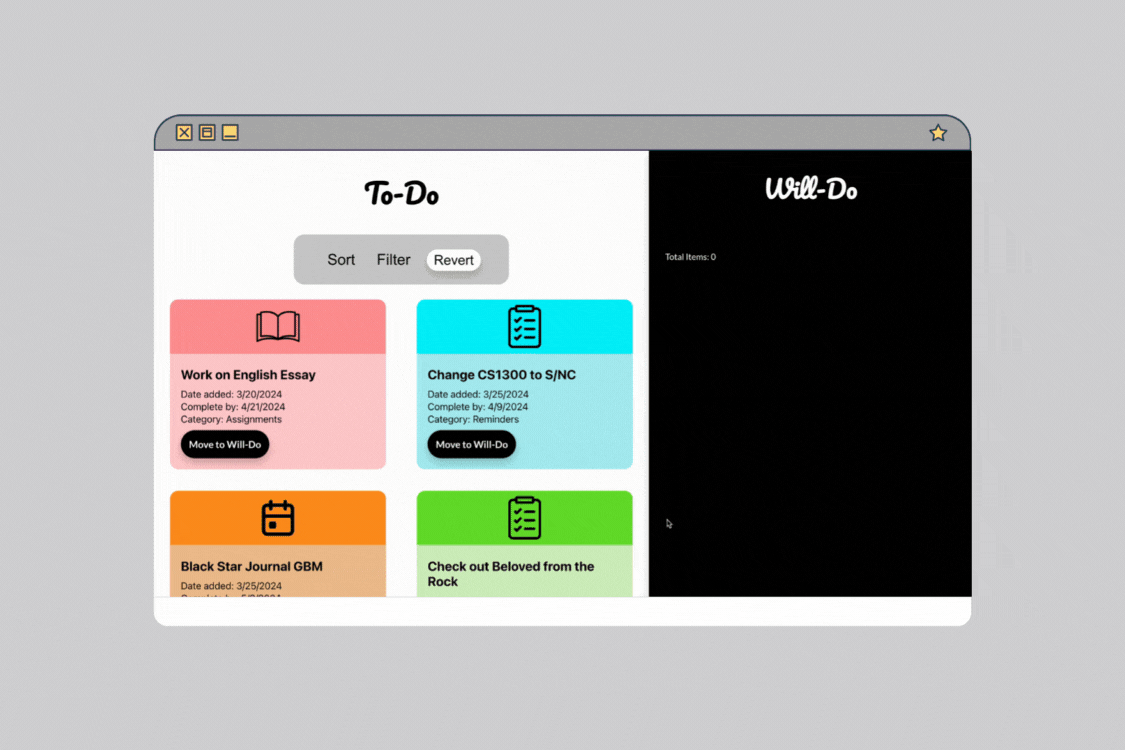 To-Do
Sort Filter Revert
Work on English Essay
Date added: 3/20/2024
Complete by: 4/21/2024
Category: Assignments
Move to Will-Do
Change CS1300 to S/NC
Date added: 3/25/2024
Complete by: 4/9/2024
Category: Reminders
Move to Will-Do
Black Star Journal GBM
Date added: 3/25/2024
Check out Beloved from the
Rock
Will-Do
Total Items: 0